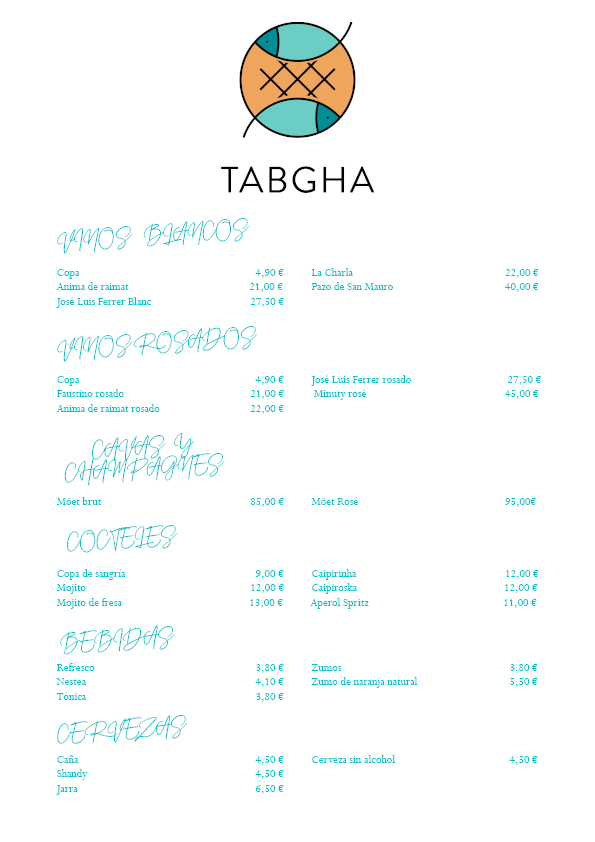 TABGHA
VINOS BLANCOS
Copa 4,90 € La Charla 22,00 €
Anima de raimat 21,00 € Pazo de San Mauro 40,00 €
José Luis Ferrer Blanc 27,50 €
VINOS ROSADOS
Copa 4,90 € José Luis Ferrer rosado 27,50 €
Faustino rosado 21,00 € Minuty rosé 45,00 €
Anima de raimat rosado 22,00 €
CAVAS Y
CHAMPAGNES
Möet brut 85,00 € Möet Rosé 95,00€
COCTELES
Copa de sangría 9,00 € Caipirinha 12,00 €
Mojito 12,00 € Caipiroska 12,00 €
Mojito de fresa 13,00 € Aperol Spritz 11,00 €
BEBIDAS
Refresco 3,80 € Zumos 3,80 €
Nestea 4,10 € Zumo de naranja natural 5,50 €
Tónica 3,80 €
CERVEZAS
Caña 4,50 € Cerveza sin alcohol 4,50 €
Shandy 4,50 €
Jarra 6,50 €